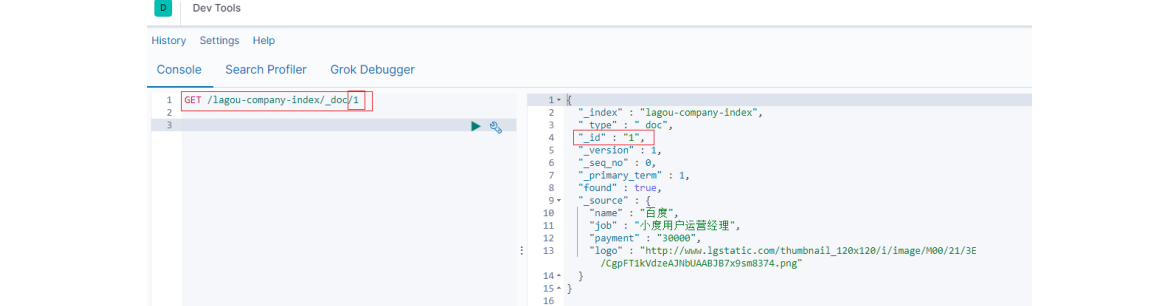 D Dev Tools
History Settings Help
Console Search Profiler Grok Debugger
1 GET /lagou-company-index/_doc/1
2
3
1 {
2 "_index" : "lagou-company-index",
3 "_type" : "_doc",
4 "_id" : "1",
5 "_version" : 1,
6 "_seq_no" : 0,
7 "_primary_term" : 1,
8 "found" : true,
9 "_source" : {
10 "name" : "百度",
11 "job" : "小度用户运营经理",
12 "payment" : "30000",
13 "logo" : "http://www.lgstatic.com/thumbnail_120x120/i/image/M00/21/3E
/CgpFT1kVdzeAJNbUAABJB7x9sm8374.png"
14 }
15 }
16